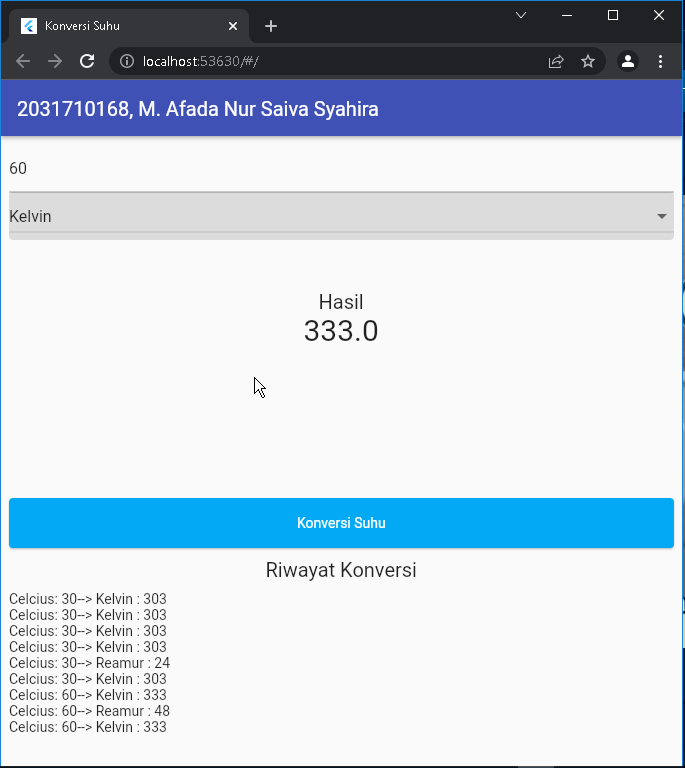 Konversi Suhu
localhost:53630/#/
2031710168, M. Afada Nur Saiva Syahira
60
Kelvin
Hasil
333.0
Konversi Suhu
Riwayat Konversi
Celcius: 30--> Kelvin : 303
Celcius: 30--> Kelvin : 303
Celcius: 30--> Kelvin : 303
Celcius: 30--> Kelvin : 303
Celcius: 30--> Reamur : 24
Celcius: 30--> Kelvin : 303
Celcius: 60--> Kelvin : 333
Celcius: 60--> Reamur : 48
Celcius: 60--> Kelvin : 333